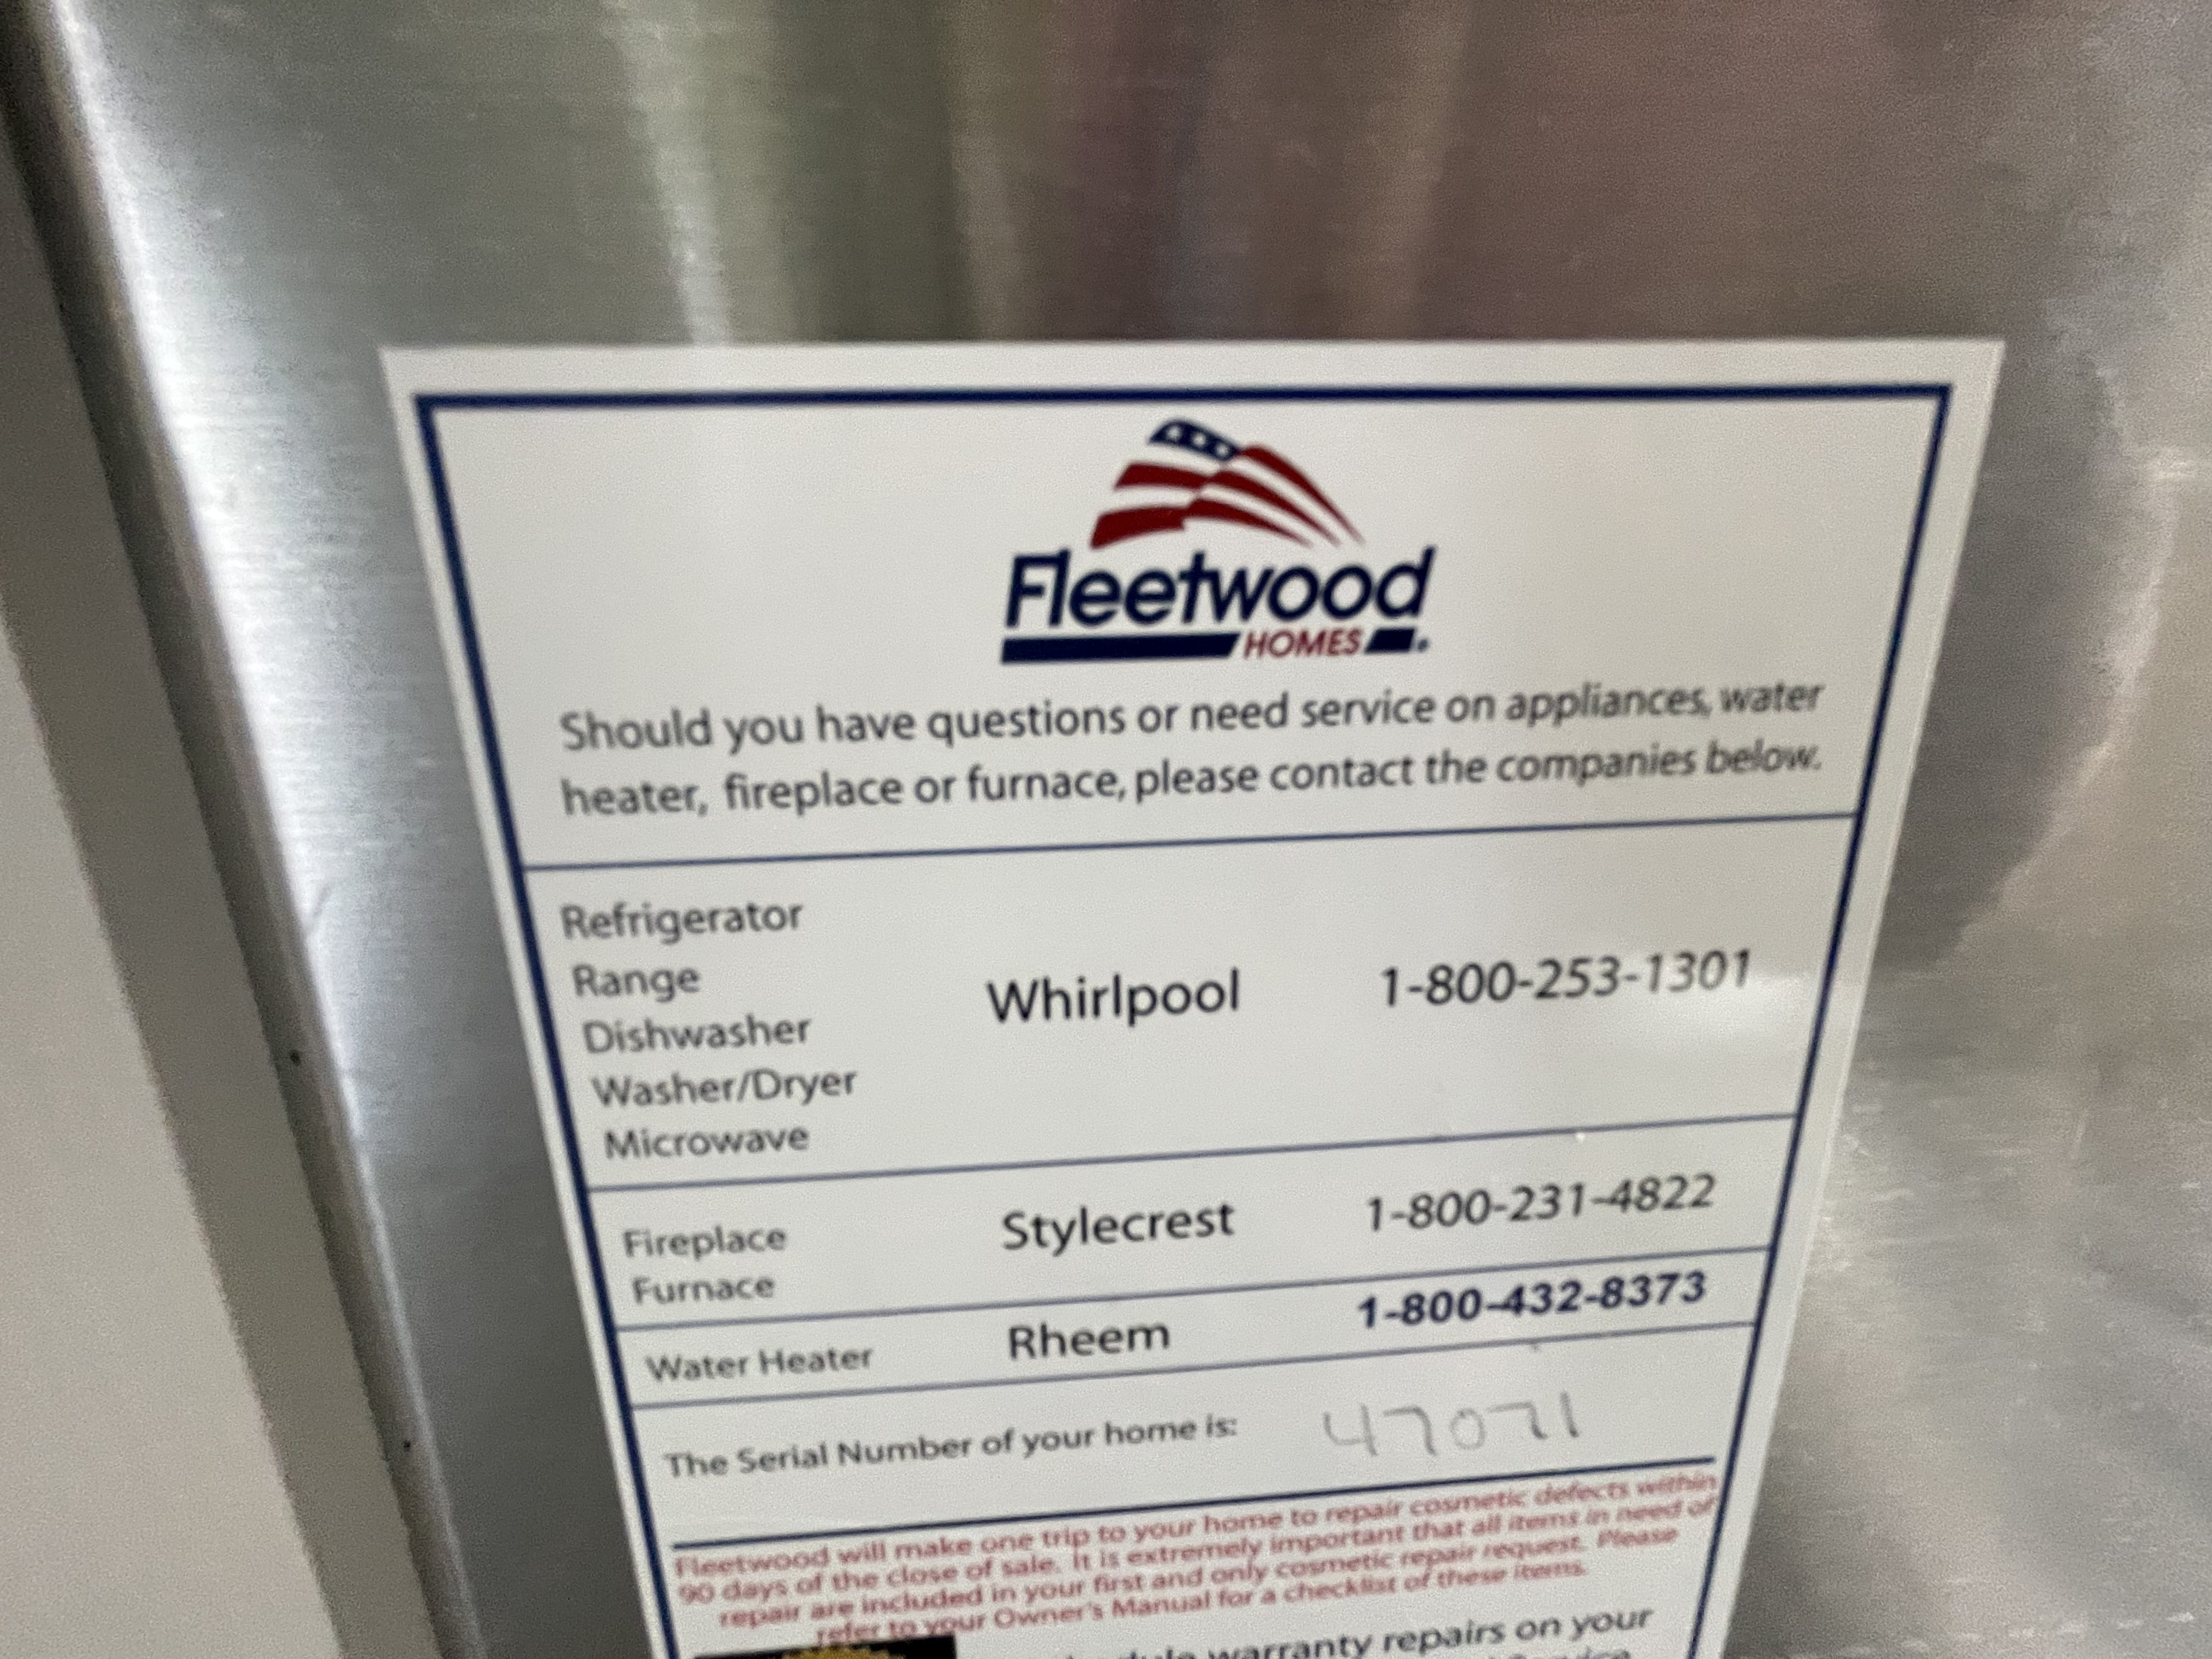 Fleetwood
HOMES®
Should you have questions or need service on appliances, water
heater, fireplace or furnace, please contact the companies below.
Refrigerator
Range
Dishwasher
Washer/Dryer
Microwave
Whirlpool 1-800-253-1301
Fireplace
Furnace
Stylecrest 1-800-231-4822
Water Heater Rheem 1-800-432-8373
The Serial Number of your home is: 47071
Fleetwood will make one trip to your home to repair cosmetic defects within
90 days of the close of sale. It is extremely important that all items in need of
repair are included in your first and only cosmetic repair request. Please
refer to your Owner's Manual for a checklist of these items.
warranty repairs on your